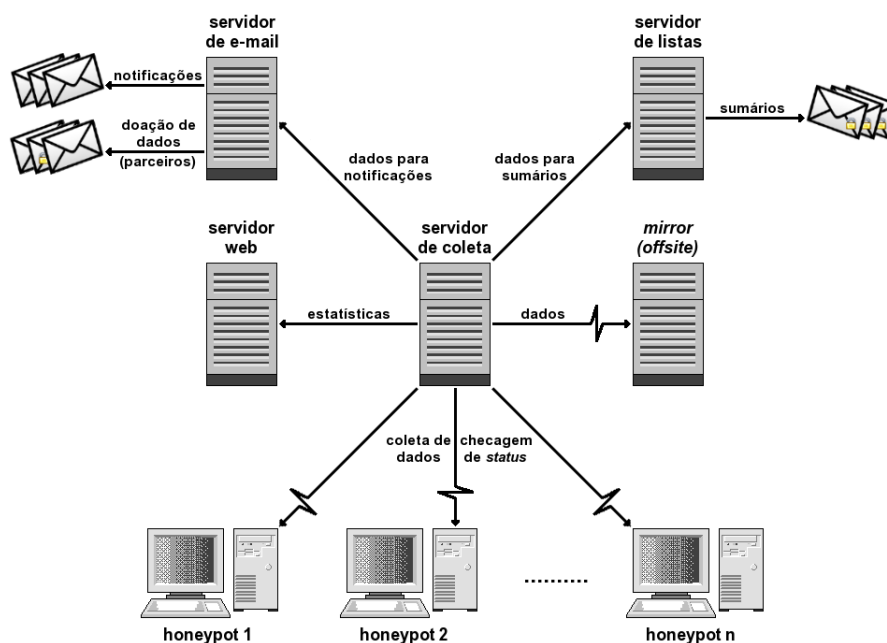 servidor
de e-mail
servidor
de listas
notificações
sumários
doação de
dados
(parceiros)
dados para
notificações
dados para
sumários
servidor
web
servidor
de coleta
mirror
(offsite)
estatísticas
dados
coleta de
dados
checagem
de status
honeypot 1
honeypot 2
honeypot n